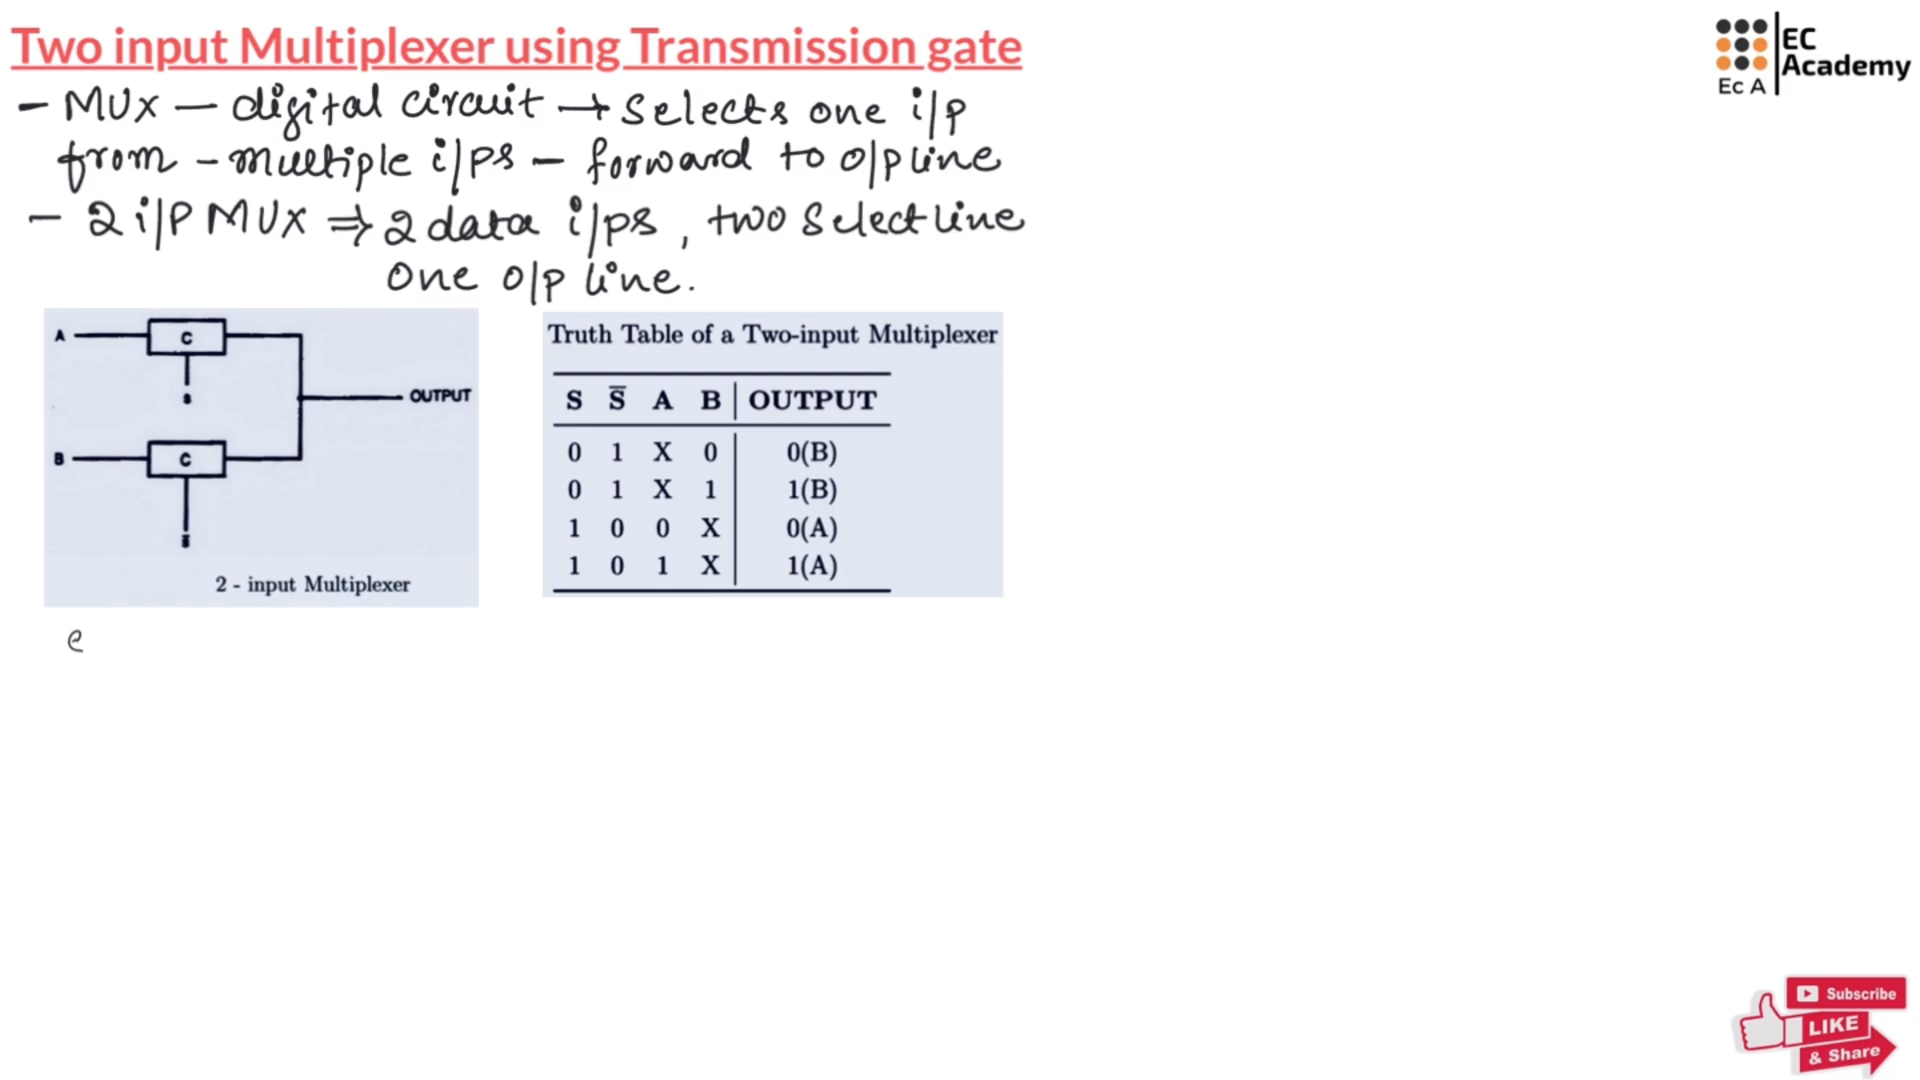 Two input Multiplexer using Transmission gate
EC
Academy
Ec A
- MUX - digital circuit → Selects one i/p
from - multiple i/ps - forward to o/p line
- 2 i/P MUX ⇒ 2 data i/ps, two Select line
One o/p line.
A
C
s
OUTPUT
B
C
s̅
2 - input Multiplexer
Truth Table of a Two-input Multiplexer
S S̅ A B OUTPUT
0 1 X 0 0(B)
0 1 X 1 1(B)
1 0 0 X 0(A)
1 0 1 X 1(A)
e
Subscribe
LIKE
& Share